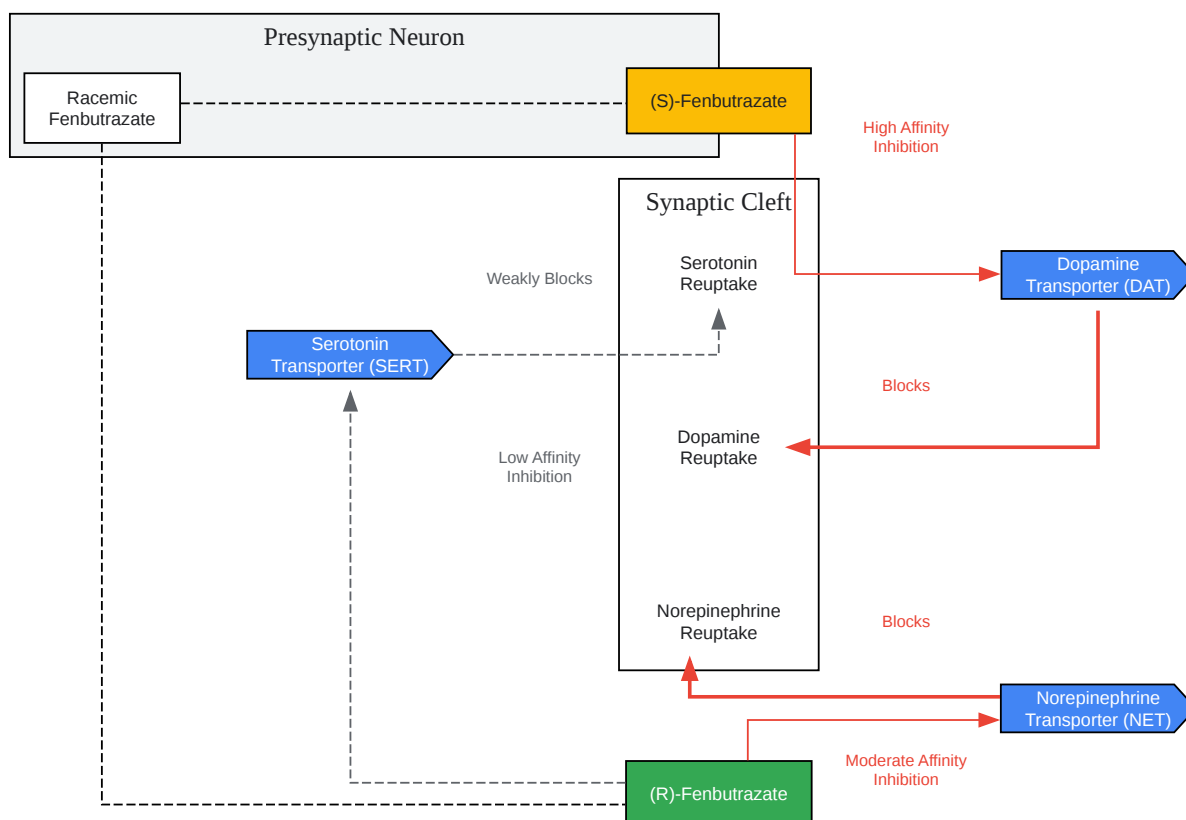 Presynaptic Neuron
Racemic
Fenbutrazate
(S)-Fenbutrazate
High Affinity
Inhibition
Synaptic Cleft
Serotonin
Reuptake
Weakly Blocks
Dopamine
Transporter (DAT)
Serotonin
Transporter (SERT)
Blocks
Dopamine
Reuptake
Low Affinity
Inhibition
Norepinephrine
Reuptake
Blocks
Norepinephrine
Transporter (NET)
Moderate Affinity
Inhibition
(R)-Fenbutrazate